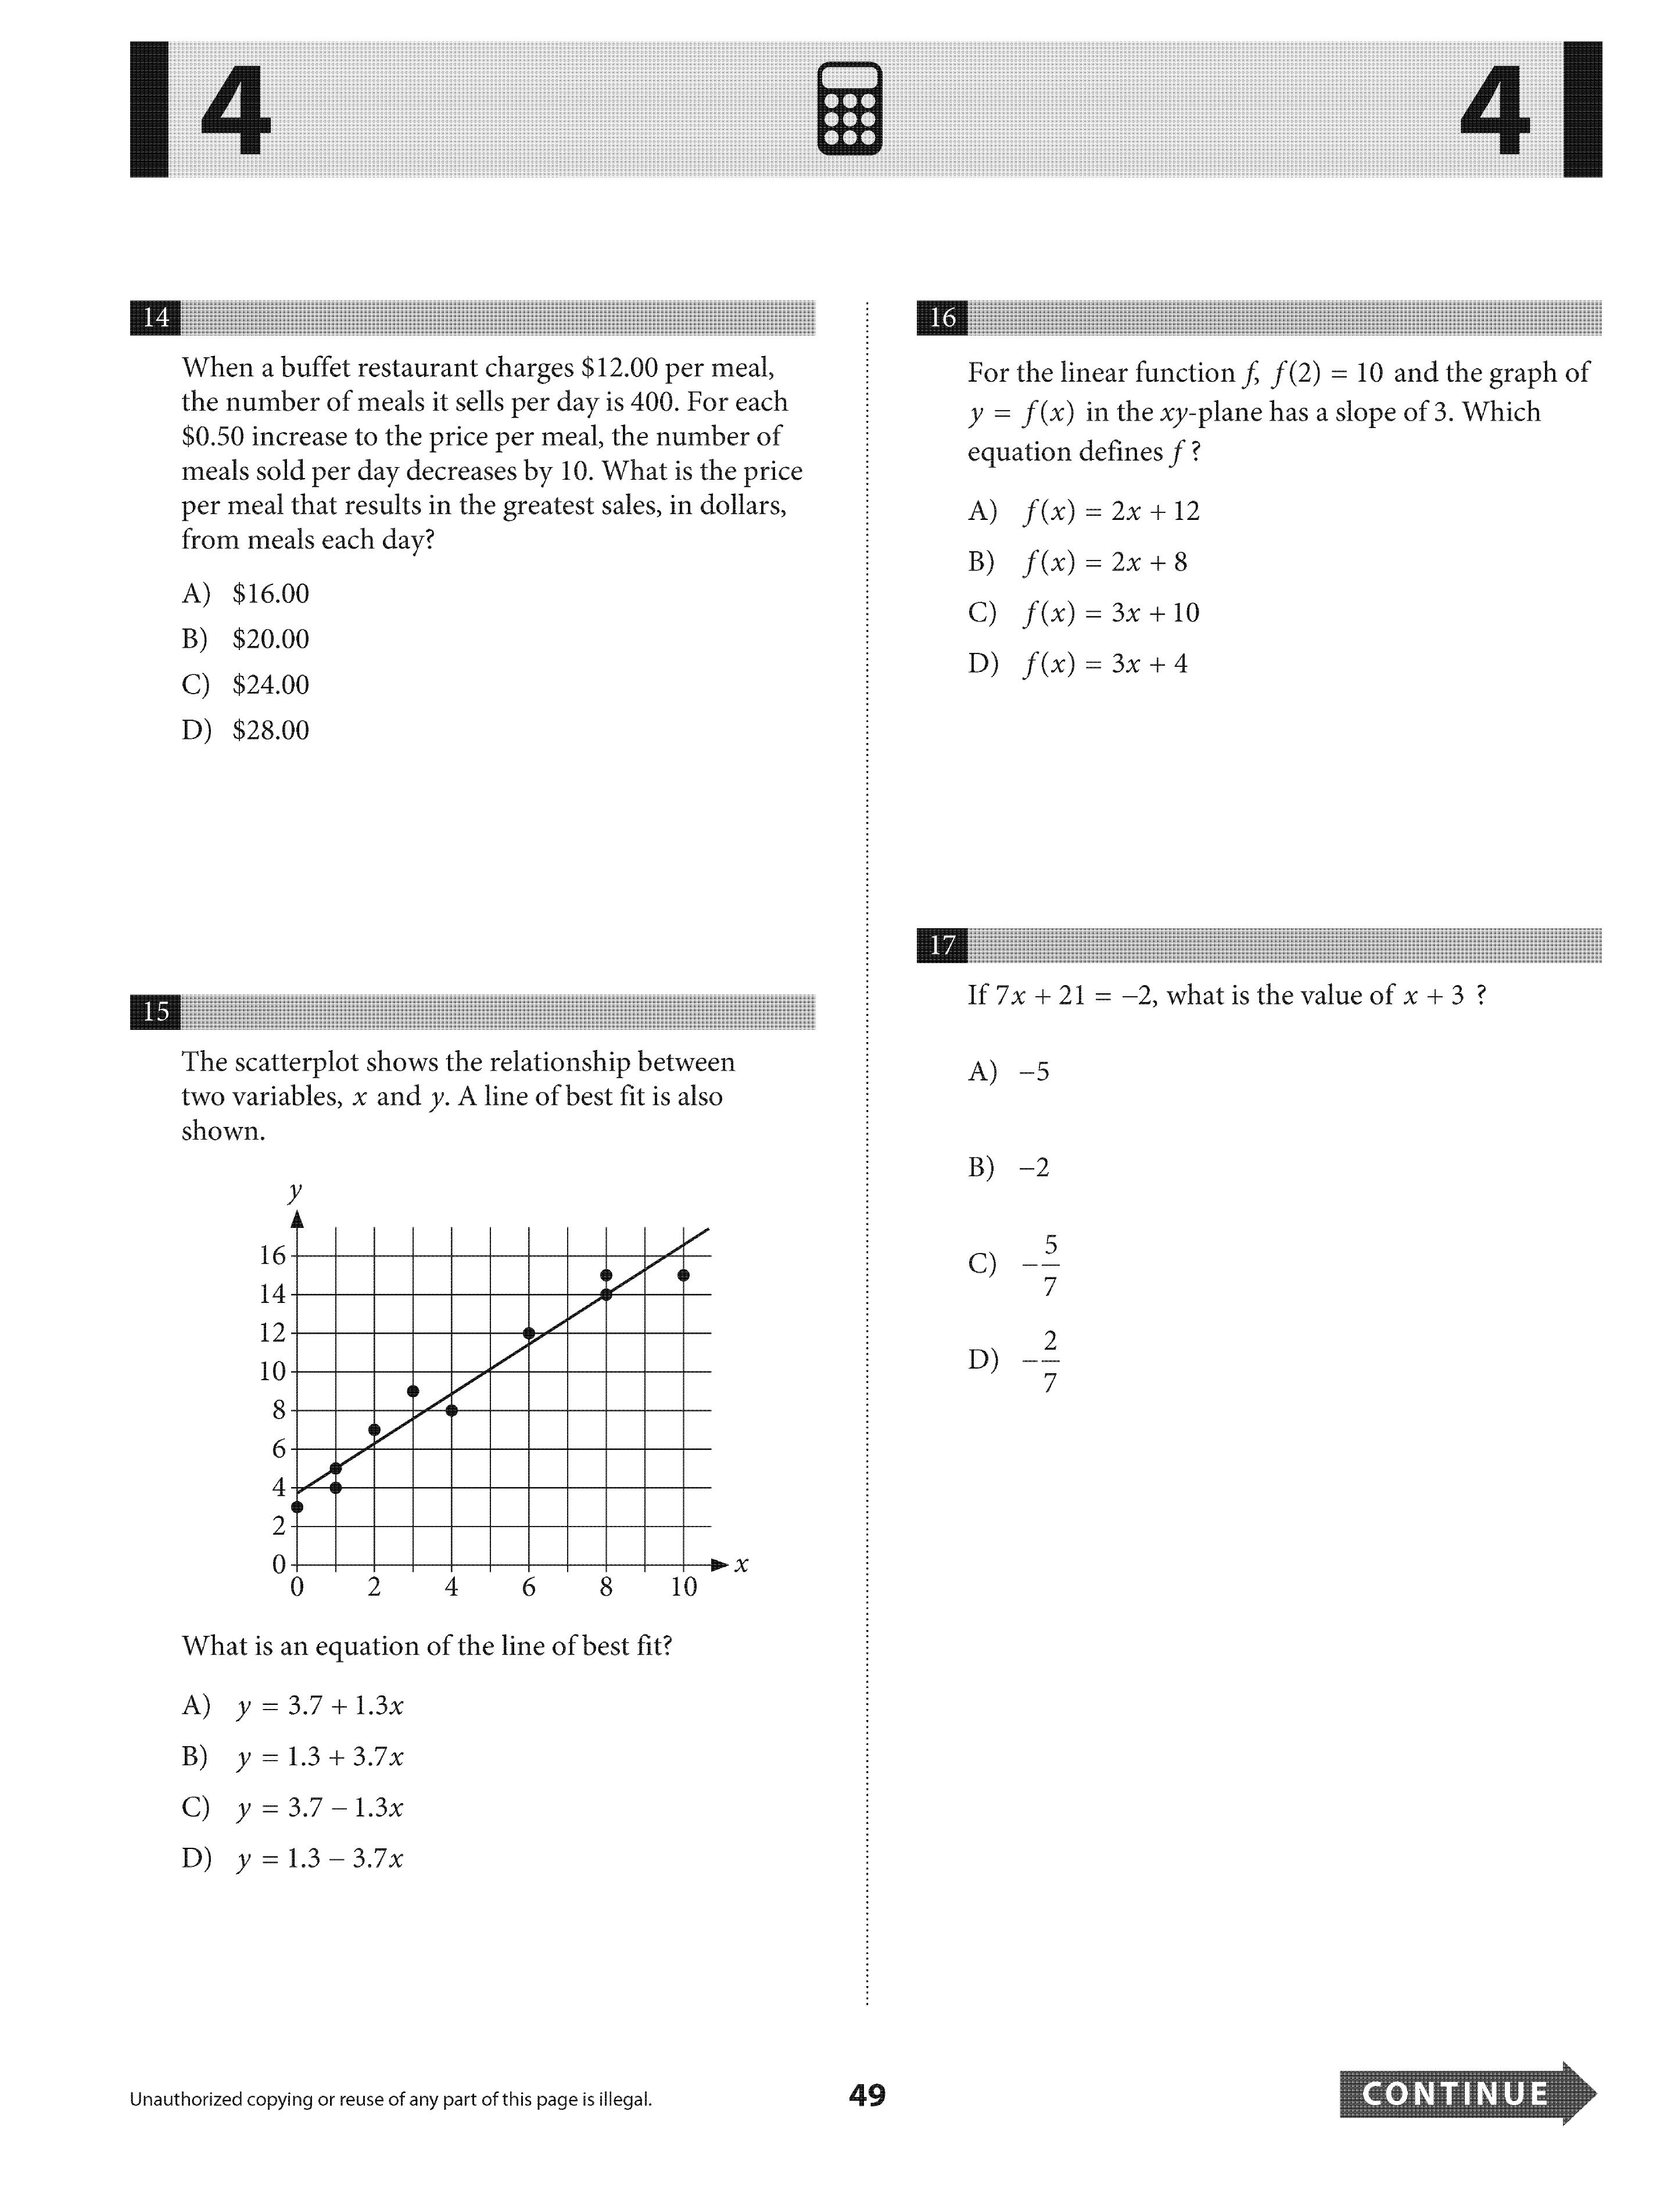 4
4
14
When a buffet restaurant charges $12.00 per meal,
the number of meals it sells per day is 400. For each
$0.50 increase to the price per meal, the number of
meals sold per day decreases by 10. What is the price
per meal that results in the greatest sales, in dollars,
from meals each day?
A) $16.00
B) $20.00
C) $24.00
D) $28.00
15
The scatterplot shows the relationship between
two variables, x and y. A line of best fit is also
shown.
y
16
14
12
10
8
6
4
2
0
x
0 2 4 6 8 10
What is an equation of the line of best fit?
A) y = 3.7 + 1.3x
B) y = 1.3 + 3.7x
C) y = 3.7 – 1.3x
D) y = 1.3 – 3.7x
16
For the linear function f, f(2) = 10 and the graph of
y = f(x) in the xy-plane has a slope of 3. Which
equation defines f ?
A) f(x) = 2x + 12
B) f(x) = 2x + 8
C) f(x) = 3x + 10
D) f(x) = 3x + 4
17
If 7x + 21 = –2, what is the value of x + 3 ?
A) –5
B) –2
C) –5/7
D) –2/7
Unauthorized copying or reuse of any part of this page is illegal.
49
CONTINUE